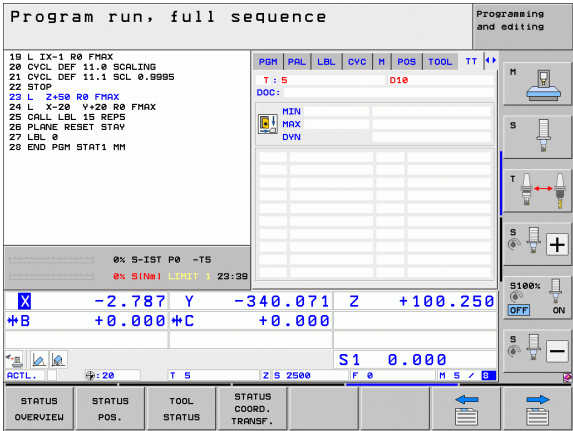 Program run, full sequence
Programming
and editing
19 L IX-1 R0 FMAX
20 CYCL DEF 11.0 SCALING
21 CYCL DEF 11.1 SCL 0.9995
22 STOP
23 L Z+50 R0 FMAX
24 L X-20 Y+20 R0 FMAX
25 CALL LBL 15 REPS
26 PLANE RESET STAY
27 LBL 0
28 END PGM STAT1 MM
PGM PAL LBL CYC M POS TOOL TT
T : 5 D10
DOC:
MIN
MAX
DYN
M
S
T
S
S100%
OFF ON
S
0% S-IST P0 -T5
0% S[Nm] LIMIT 1 23:39
X -2.787 Y -340.071 Z +100.250
B +0.000 C +0.000
S1 0.000
ACTL. : 20 T 5 Z S 2500 F 0 M 5 / 8
STATUS
OVERVIEW
STATUS
POS.
TOOL
STATUS
STATUS
COORD.
TRANSF.